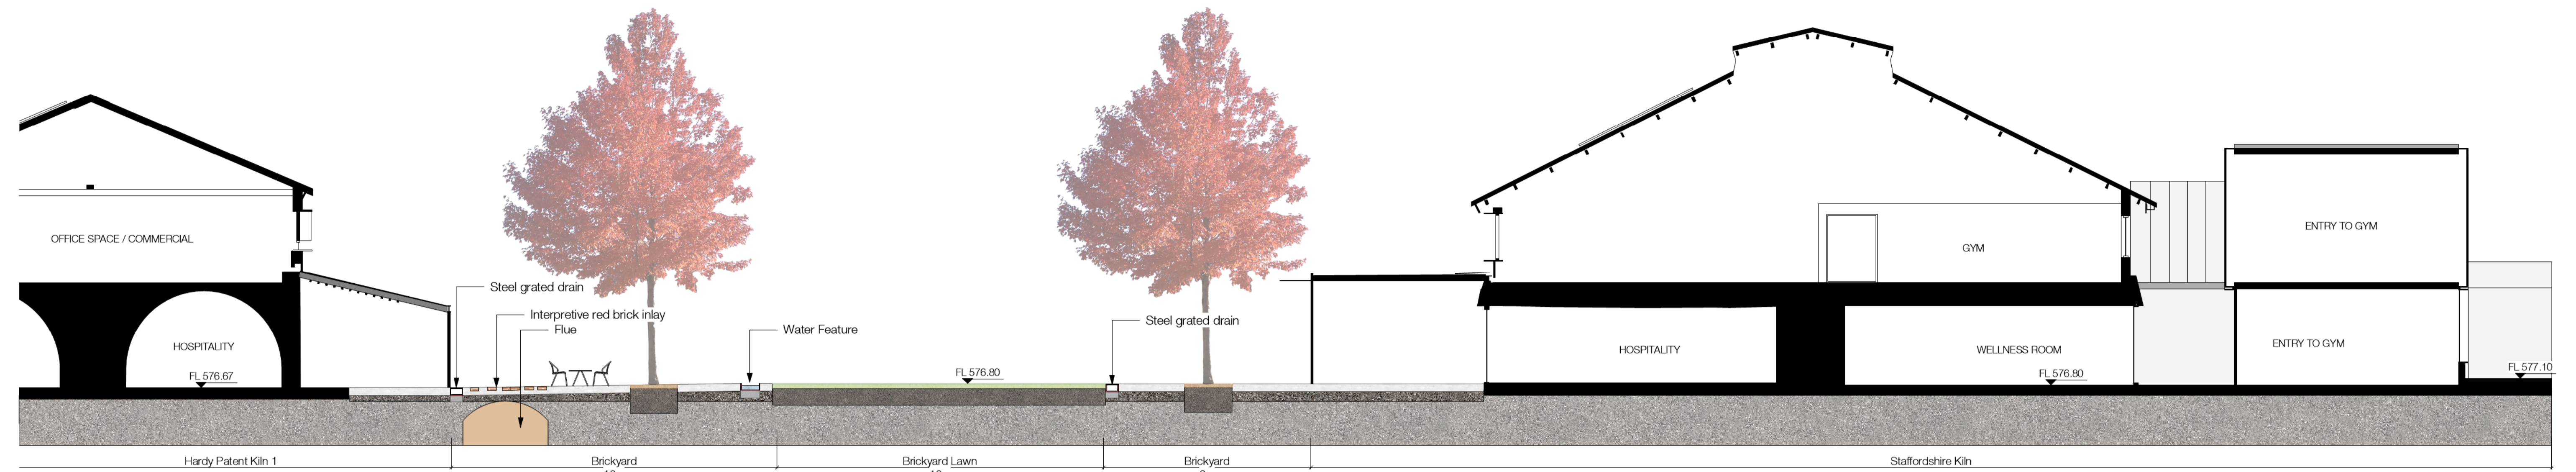 OFFICE SPACE / COMMERCIAL
HOSPITALITY
FL 576.67
Steel grated drain
Interpretive red brick inlay
Flue
Water Feature
FL 576.80
Steel grated drain
GYM
HOSPITALITY
WELLNESS ROOM
FL 576.80
ENTRY TO GYM
ENTRY TO GYM
FL 577.10
Hardy Patent Kiln 1
Brickyard
Brickyard Lawn
Brickyard
Staffordshire Kiln